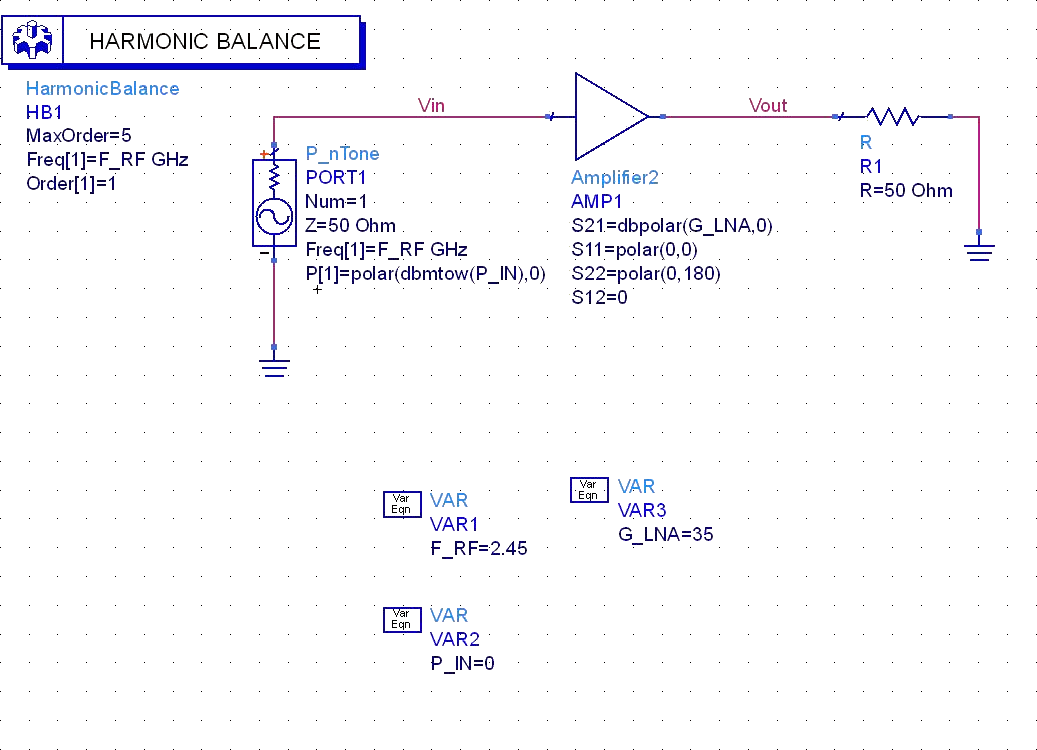 HARMONIC BALANCE
HarmonicBalance
HB1
MaxOrder=5
Freq[1]=F_RF GHz
Order[1]=1
Vin
Vout
+
P_nTone
PORT1
Num=1
Z=50 Ohm
Freq[1]=F_RF GHz
P[1]=polar(dbmtow(P_IN),0)
Amplifier2
AMP1
S21=dbpolar(G_LNA,0)
S11=polar(0,0)
S22=polar(0,180)
S12=0
R
R1
R=50 Ohm
Var
Eqn
VAR
VAR1
F_RF=2.45
Var
Eqn
VAR
VAR3
G_LNA=35
Var
Eqn
VAR
VAR2
P_IN=0